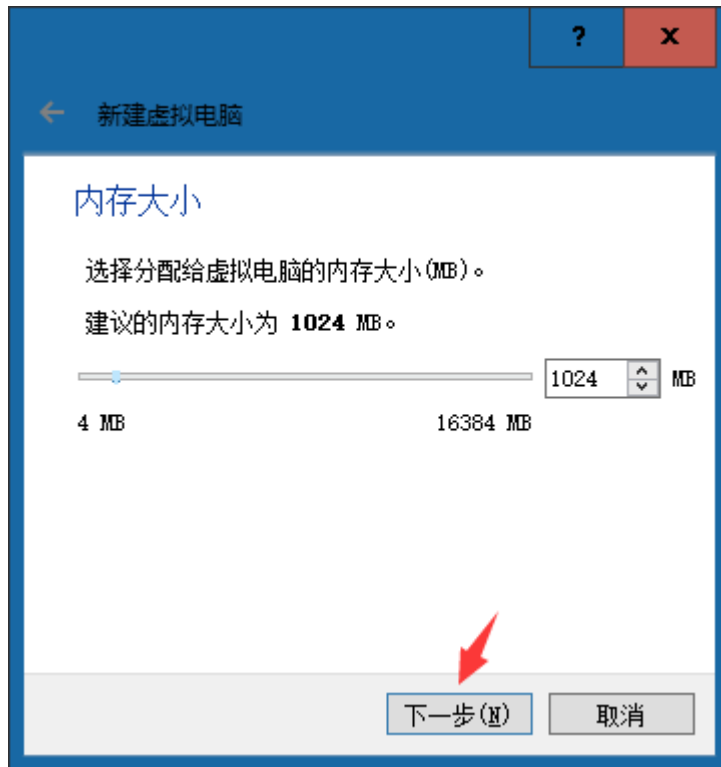 ?
x
新建虚拟电脑
内存大小
选择分配给虚拟电脑的内存大小(MB)。
建议的内存大小为 1024 MB。
1024 MB
4 MB 16384 MB
下一步(N) 取消